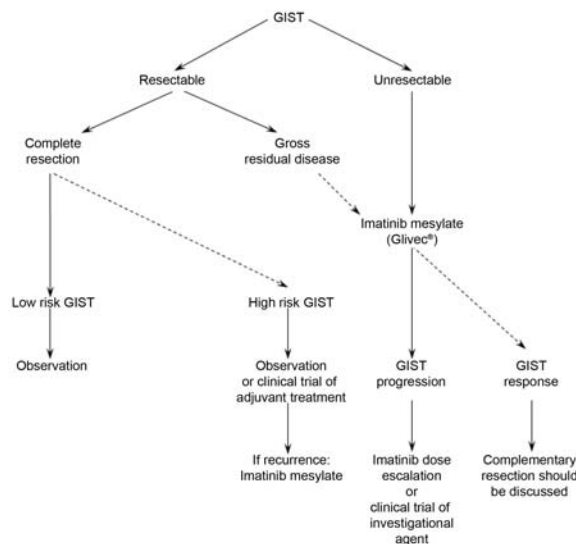 GIST
Resectable
Unresectable
Complete
resection
Gross
residual disease
Imatinib mesylate
(Glivec®)
Low risk GIST
High risk GIST
Observation
Observation
or clinical trial of
adjuvant treatment
GIST
progression
GIST
response
If recurrence:
Imatinib mesylate
Imatinib dose
escalation
or
clinical trial of
investigational
agent
Complementary
resection should
be discussed